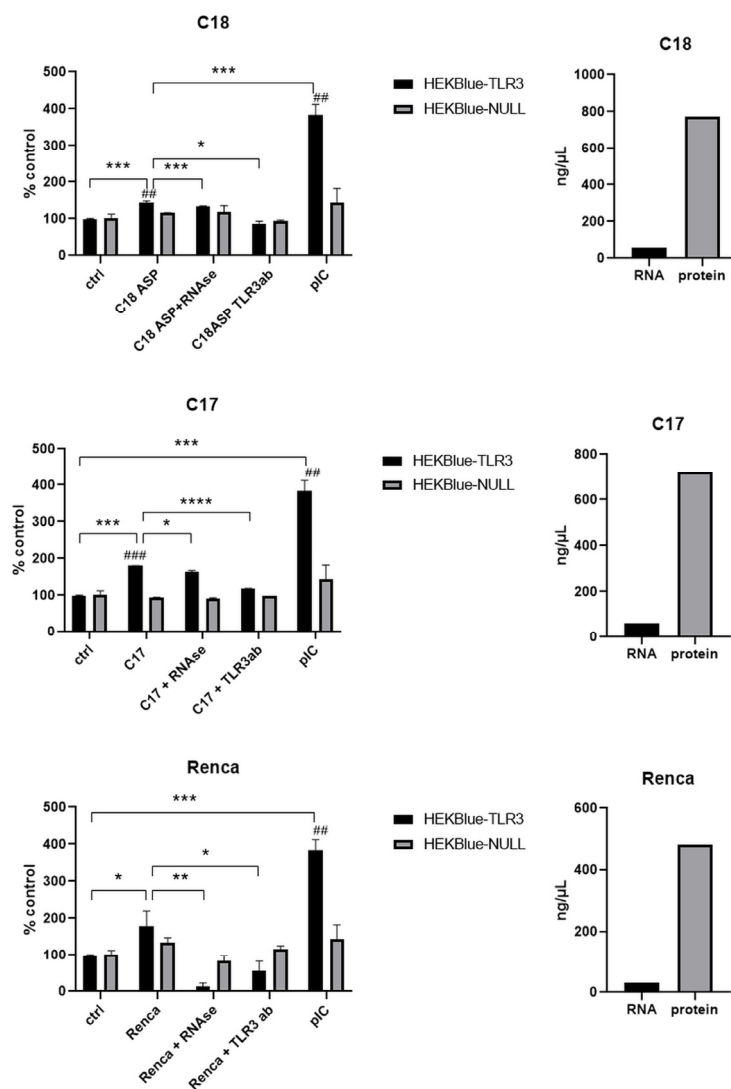 C18
500
400
300
200
100
0
% control
***
*
***
***
##
##
ctrl
C18 ASP
C18 ASP+RNAse
C18ASP TLR3ab
pIC
HEKBlue-TLR3
HEKBlue-NULL
C18
1000
800
600
400
200
0
ng/µL
RNA protein
C17
500
400
300
200
100
0
% control
***
****
***
*
###
##
ctrl
C17
C17 + RNAse
C17 + TLR3ab
pIC
HEKBlue-TLR3
HEKBlue-NULL
C17
800
600
400
200
0
ng/µL
RNA protein
Renca
500
400
300
200
100
0
% control
***
*
*
**
##
ctrl
Renca
Renca + RNAse
Renca + TLR3 ab
pIC
HEKBlue-TLR3
HEKBlue-NULL
Renca
600
400
200
0
ng/µL
RNA protein